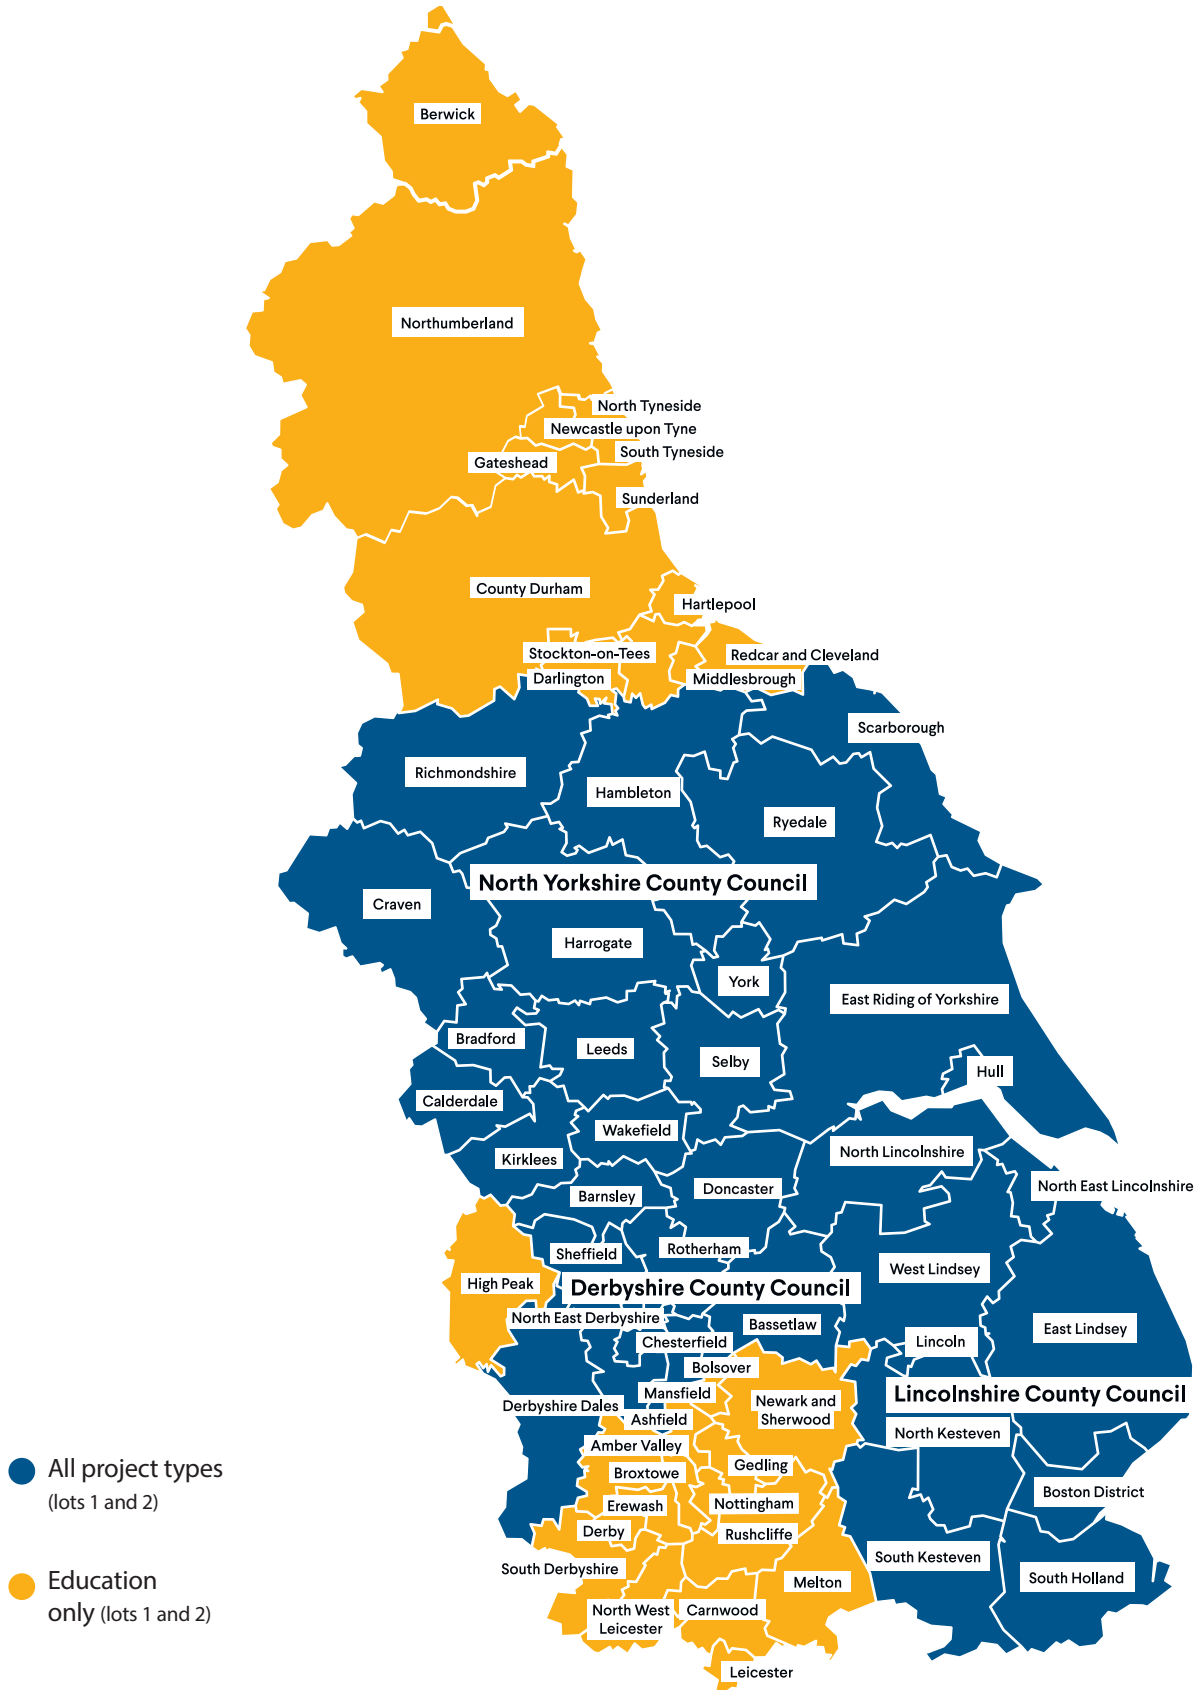 Berwick
Northumberland
North Tyneside
Newcastle upon Tyne
South Tyneside
Gateshead
Sunderland
County Durham
Hartlepool
Stockton-on-Tees
Redcar and Cleveland
Darlington
Middlesbrough
Scarborough
Richmondshire
Hambleton
Ryedale
North Yorkshire County Council
Craven
Harrogate
York
East Riding of Yorkshire
Bradford
Leeds
Selby
Hull
Calderdale
Wakefield
North Lincolnshire
Kirklees
Doncaster
North East Lincolnshire
Barnsley
Rotherham
Sheffield
West Lindsey
High Peak
Derbyshire County Council
North East Derbyshire
Bassetlaw
East Lindsey
Chesterfield
Lincoln
Bolsover
Mansfield
Lincolnshire County Council
Newark and
Sherwood
Derbyshire Dales
Ashfield
North Kesteven
Amber Valley
Gedling
Broxtowe
Boston District
Erewash
Nottingham
Derby
Rushcliffe
South Derbyshire
South Kesteven
Melton
South Holland
North West
Leicester
Carnwood
Leicester
All project types
(lots 1 and 2)
Education
only (lots 1 and 2)